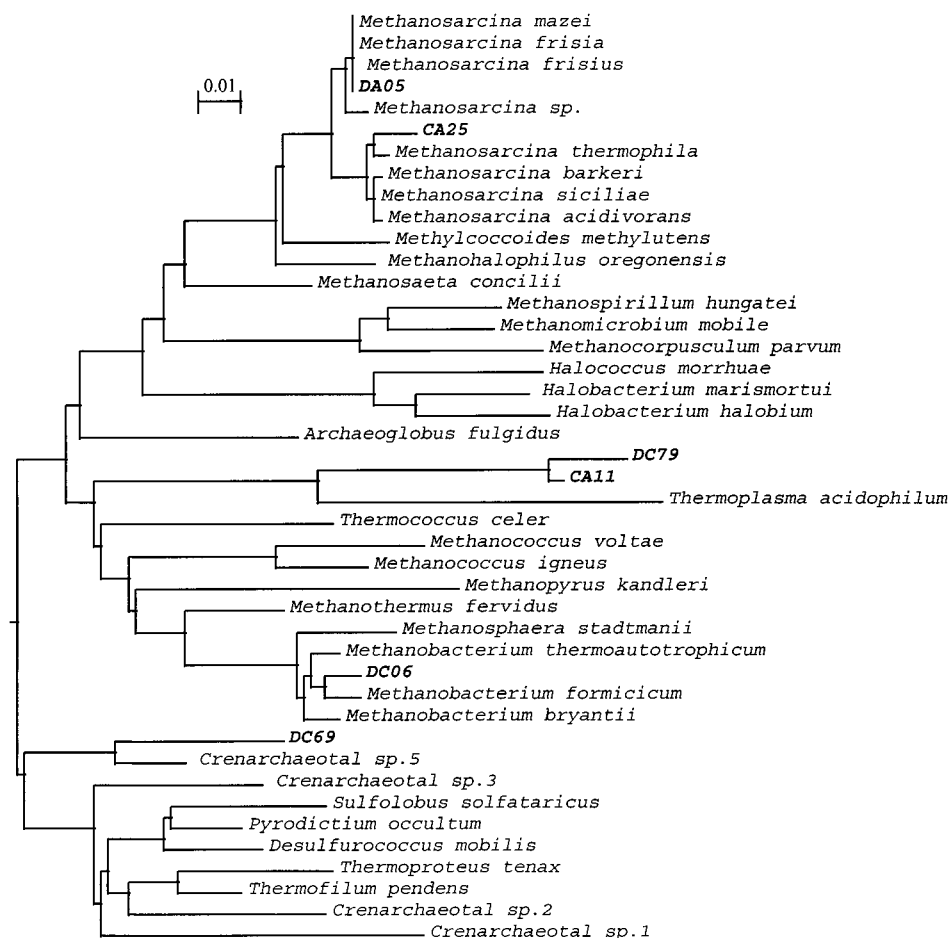 Methanosarcina mazei
Methanosarcina frisia
Methanosarcina frisius
0.01
DA05
Methanosarcina sp.
CA25
Methanosarcina thermophila
Methanosarcina barkeri
Methanosarcina siciliae
Methanosarcina acidivorans
Methylcoccoides methylutens
Methanohalophilus oregonensis
Methanosaeta concilii
Methanospirillum hungatei
Methanomicrobium mobile
Methanocorpusculum parvum
Halococcus morrhuae
Halobacterium marismortui
Halobacterium halobium
Archaeoglobus fulgidus
DC79
CA11
Thermoplasma acidophilum
Thermococcus celer
Methanococcus voltae
Methanococcus igneus
Methanopyrus kandleri
Methanothermus fervidus
Methanosphaera stadtmanii
Methanobacterium thermoautotrophicum
DC06
Methanobacterium formicicum
Methanobacterium bryantii
DC69
Crenarchaeotal sp.5
Crenarchaeotal sp.3
Sulfolobus solfataricus
Pyrodictium occultum
Desulfurococcus mobilis
Thermoproteus tenax
Thermofilum pendens
Crenarchaeotal sp.2
Crenarchaeotal sp.1